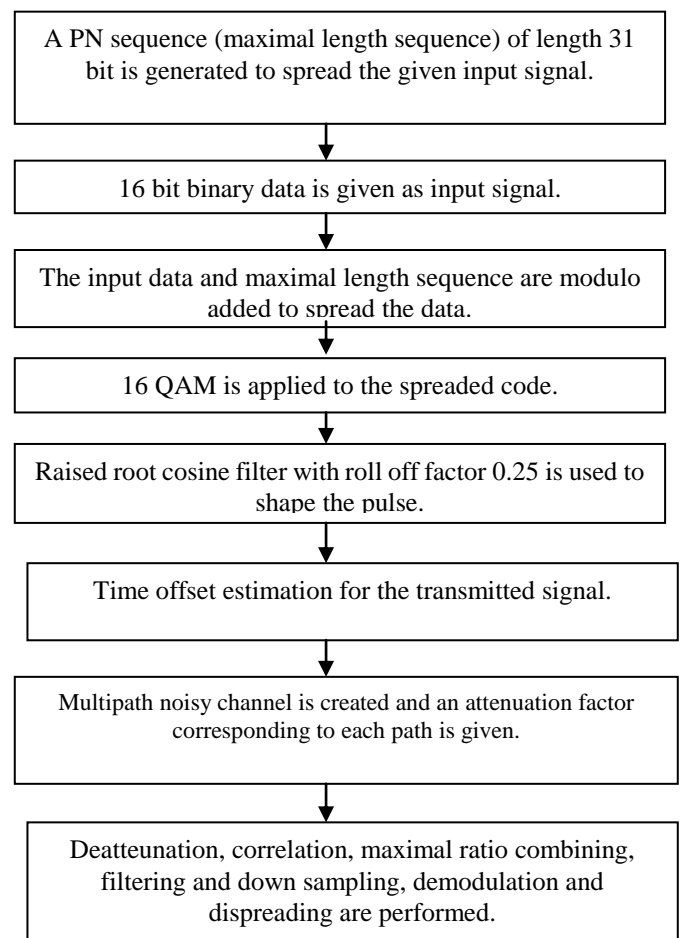 A PN sequence (maximal length sequence) of length 31
bit is generated to spread the given input signal.
16 bit binary data is given as input signal.
The input data and maximal length sequence are modulo
added to spread the data.
16 QAM is applied to the spreaded code.
Raised root cosine filter with roll off factor 0.25 is used to
shape the pulse.
Time offset estimation for the transmitted signal.
Multipath noisy channel is created and an attenuation factor
corresponding to each path is given.
Deatteunation, correlation, maximal ratio combining,
filtering and down sampling, demodulation and
dispreading are performed.